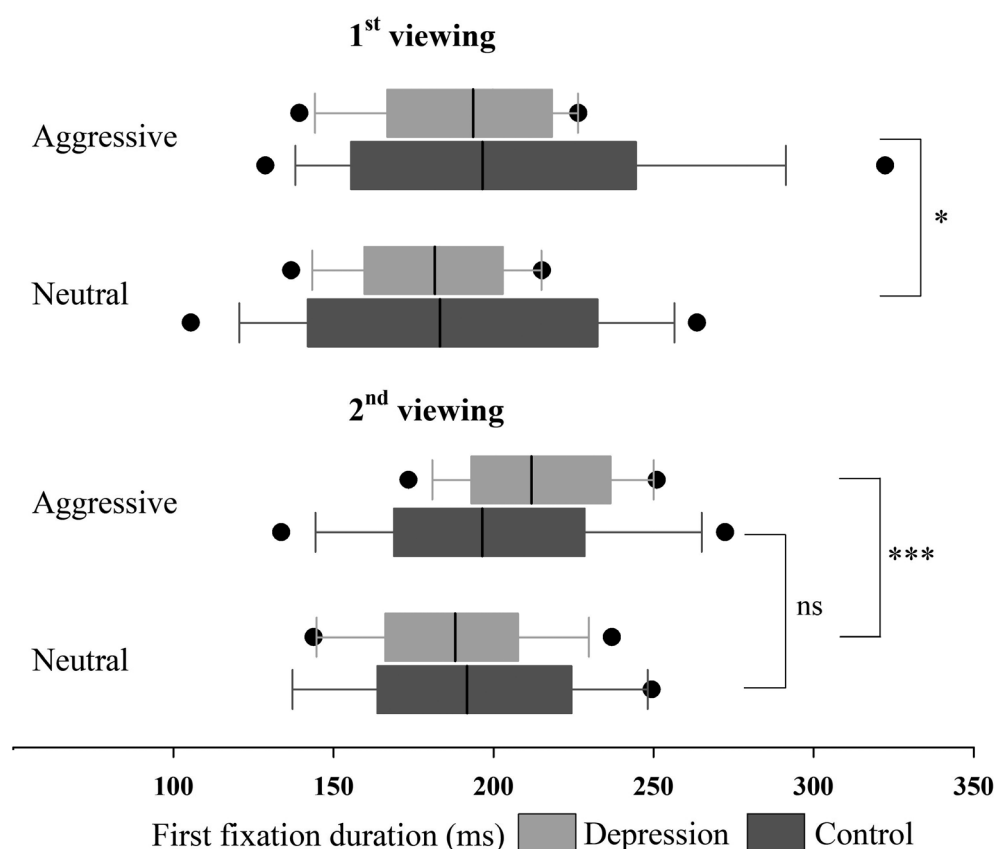 1st viewing
Aggressive
*
Neutral
2nd viewing
Aggressive
***
ns
Neutral
100 150 200 250 300 350
First fixation duration (ms) Depression Control